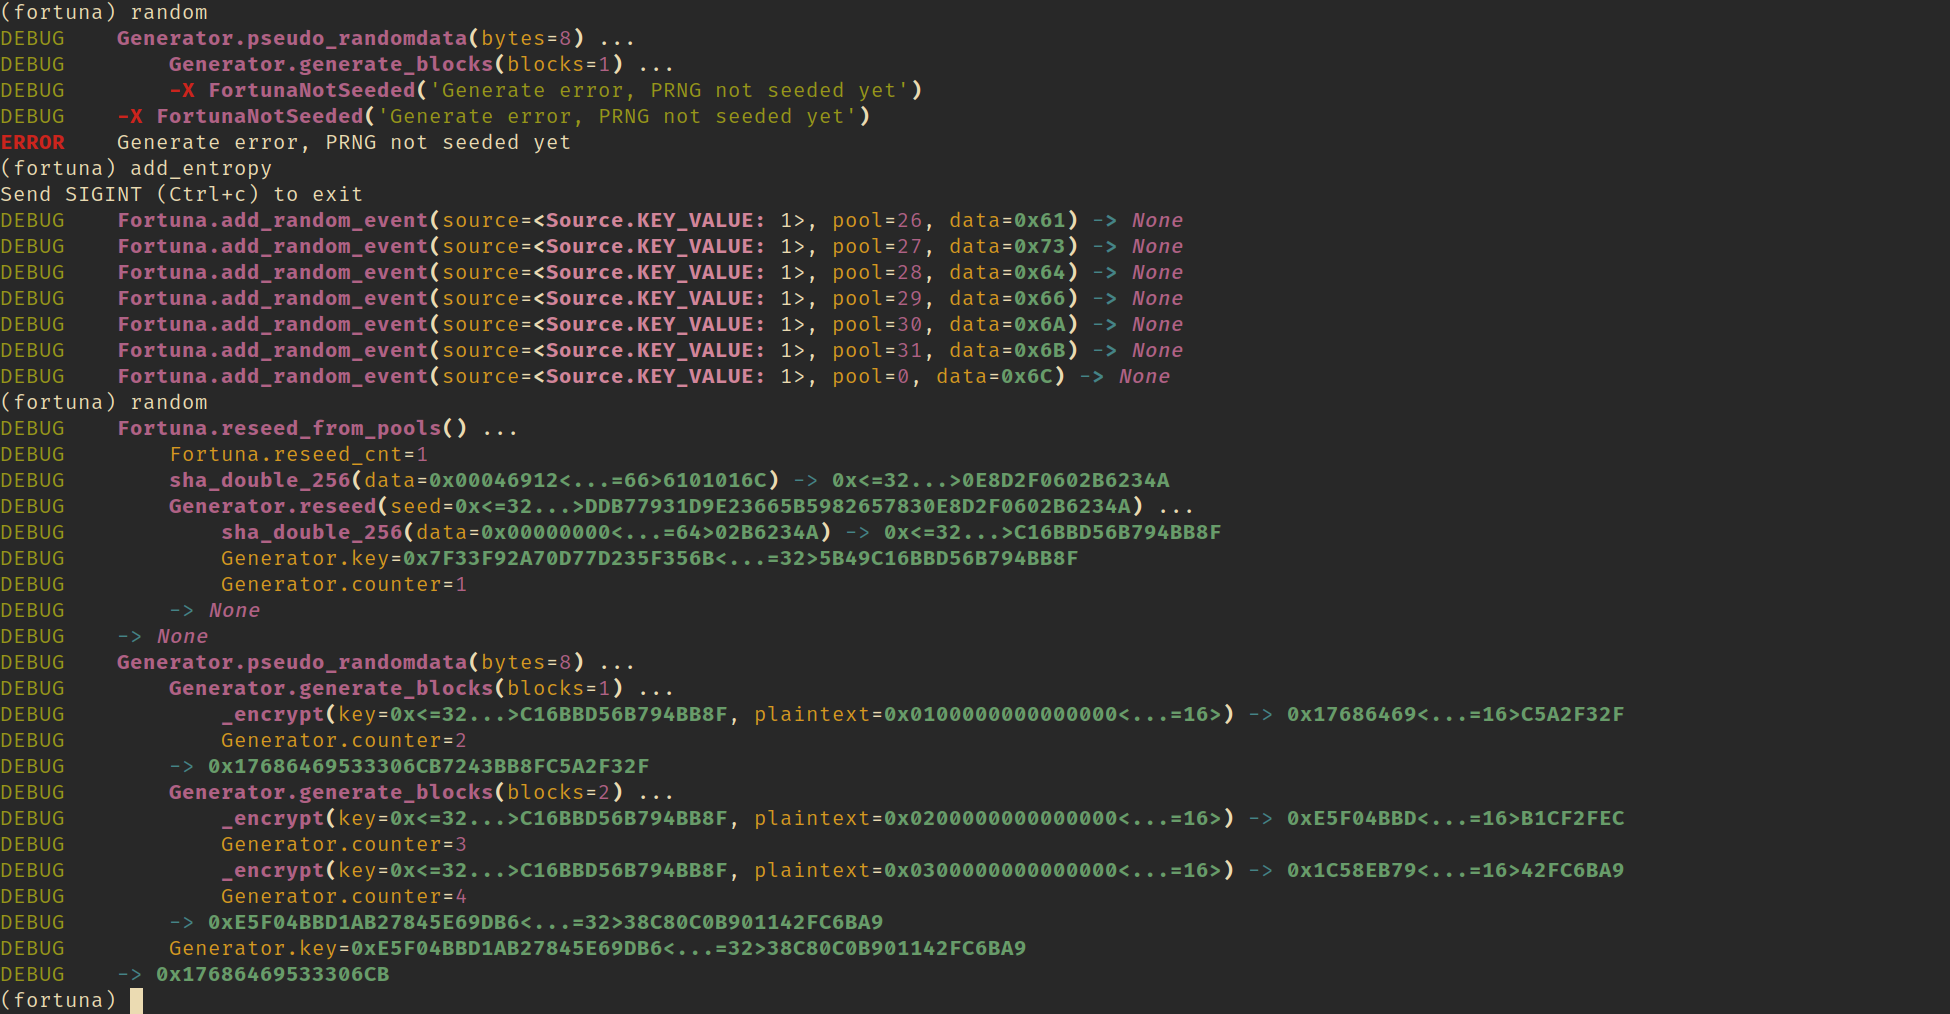 (fortuna) random
DEBUG    Generator.pseudo_randomdata(bytes=8) ...
DEBUG        Generator.generate_blocks(blocks=1) ...
DEBUG        -X FortunaNotSeeded('Generate error, PRNG not seeded yet')
DEBUG    -X FortunaNotSeeded('Generate error, PRNG not seeded yet')
ERROR    Generate error, PRNG not seeded yet
(fortuna) add_entropy
Send SIGINT (Ctrl+c) to exit
DEBUG    Fortuna.add_random_event(source=<Source.KEY_VALUE: 1>, pool=26, data=0x61) -> None
DEBUG    Fortuna.add_random_event(source=<Source.KEY_VALUE: 1>, pool=27, data=0x73) -> None
DEBUG    Fortuna.add_random_event(source=<Source.KEY_VALUE: 1>, pool=28, data=0x64) -> None
DEBUG    Fortuna.add_random_event(source=<Source.KEY_VALUE: 1>, pool=29, data=0x66) -> None
DEBUG    Fortuna.add_random_event(source=<Source.KEY_VALUE: 1>, pool=30, data=0x6A) -> None
DEBUG    Fortuna.add_random_event(source=<Source.KEY_VALUE: 1>, pool=31, data=0x6B) -> None
DEBUG    Fortuna.add_random_event(source=<Source.KEY_VALUE: 1>, pool=0, data=0x6C) -> None
(fortuna) random
DEBUG    Fortuna.reseed_from_pools() ...
DEBUG        Fortuna.reseed_cnt=1
DEBUG        sha_double_256(data=0x00046912<...=66>6101016C) -> 0x<=32...>0E8D2F0602B6234A
DEBUG        Generator.reseed(seed=0x<=32...>DDB77931D9E23665B5982657830E8D2F0602B6234A) ...
DEBUG            sha_double_256(data=0x00000000<...=64>02B6234A) -> 0x<=32...>C16BBD56B794BB8F
DEBUG            Generator.key=0x7F33F92A70D77D235F356B<...=32>5B49C16BBD56B794BB8F
DEBUG            Generator.counter=1
DEBUG        -> None
DEBUG    -> None
DEBUG    Generator.pseudo_randomdata(bytes=8) ...
DEBUG        Generator.generate_blocks(blocks=1) ...
DEBUG            _encrypt(key=0x<=32...>C16BBD56B794BB8F, plaintext=0x0100000000000000<...=16>) -> 0x17686469<...=16>C5A2F32F
DEBUG            Generator.counter=2
DEBUG        -> 0x17686469533306CB7243BB8FC5A2F32F
DEBUG        Generator.generate_blocks(blocks=2) ...
DEBUG            _encrypt(key=0x<=32...>C16BBD56B794BB8F, plaintext=0x0200000000000000<...=16>) -> 0xE5F04BBD<...=16>B1CF2FEC
DEBUG            Generator.counter=3
DEBUG            _encrypt(key=0x<=32...>C16BBD56B794BB8F, plaintext=0x0300000000000000<...=16>) -> 0x1C58EB79<...=16>42FC6BA9
DEBUG            Generator.counter=4
DEBUG        -> 0xE5F04BBD1AB27845E69DB6<...=32>38C80C0B901142FC6BA9
DEBUG        Generator.key=0xE5F04BBD1AB27845E69DB6<...=32>38C80C0B901142FC6BA9
DEBUG    -> 0x17686469533306CB
(fortuna)